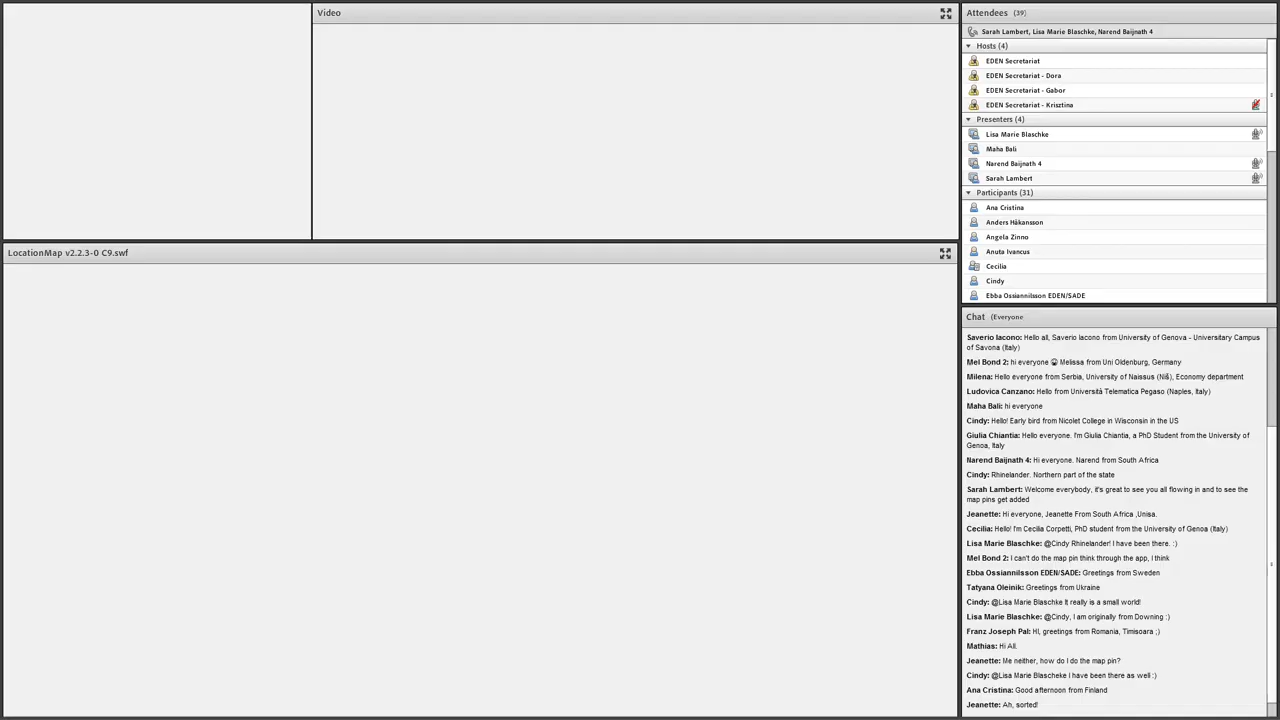 Video
LocationMap v2.2.3-0 C9.swf
Attendees (39)
Sarah Lambert, Lisa Marie Blaschke, Narend Baijnath 4
Hosts (4)
EDEN Secretariat
EDEN Secretariat - Dora
EDEN Secretariat - Gabor
EDEN Secretariat - Krisztina
Presenters (4)
Lisa Marie Blaschke
Maha Bali
Narend Baijnath 4
Sarah Lambert
Participants (31)
Ana Cristina
Anders Håkansson
Angela Zinno
Anuta Ivancus
Cecilia
Cindy
Ebba Ossiannilsson EDEN/SADE
Chat (Everyone
Saverio Iacono: Hello all, Saverio Iacono from University of Genova - Universitary Campus
of Savona (Italy)
Mel Bond 2: hi everyone 😀 Melissa from Uni Oldenburg, Germany
Milena: Hello everyone from Serbia, University of Naissus (Niš), Economy department
Ludovica Canzano: Hello from Università Telematica Pegaso (Naples, Italy)
Maha Bali: hi everyone
Cindy: Hello! Early bird from Nicolet College in Wisconsin in the US
Giulia Chiantia: Hello everyone. I'm Giulia Chiantia, a PhD Student from the University of
Genoa, Italy
Narend Baijnath 4: Hi everyone. Narend from South Africa
Cindy: Rhinelander. Northern part of the state
Sarah Lambert: Welcome everybody, it's great to see you all flowing in and to see the
map pins get added
Jeanette: Hi everyone, Jeanette From South Africa ,Unisa.
Cecilia: Hello! I'm Cecilia Corpetti, PhD student from the University of Genoa (Italy)
Lisa Marie Blaschke: @Cindy Rhinelander! I have been there. :)
Mel Bond 2: I can't do the map pin think through the app, I think
Ebba Ossiannilsson EDEN/SADE: Greetings from Sweden
Tatyana Oleinik: Greetings from Ukraine
Cindy: @Lisa Marie Blaschke It really is a small world!
Lisa Marie Blaschke: @Cindy, I am originally from Downing :)
Franz Joseph Pal: HI, greetings from Romania, Timisoara ;)
Mathias: Hi All.
Jeanette: Me neither, how do I do the map pin?
Cindy: @Lisa Marie Blascheke I have been there as well :)
Ana Cristina: Good afternoon from Finland
Jeanette: Ah, sorted!